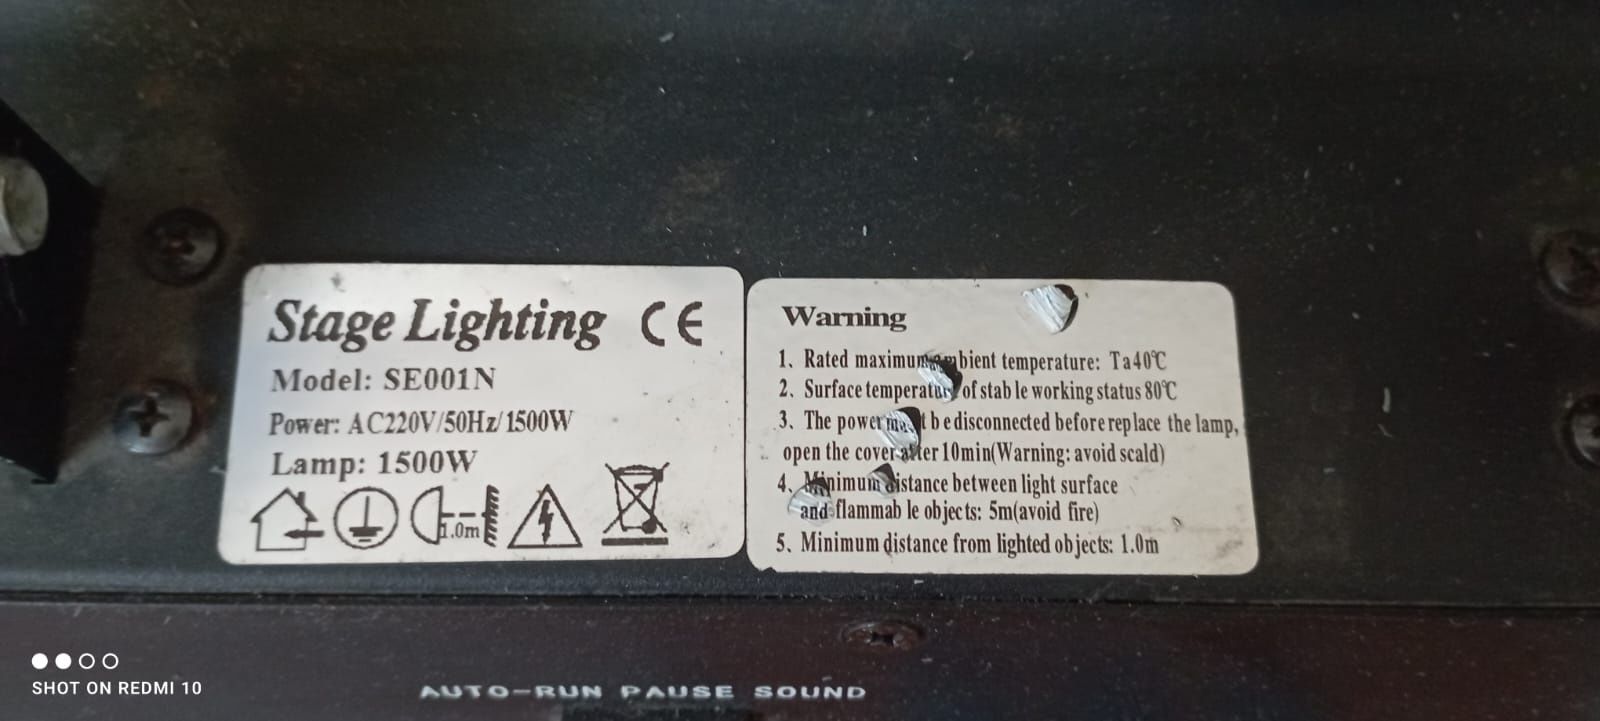 Stage Lighting CE
Model: SE001N
Power: AC220V/50Hz/1500W
Lamp: 1500W
1.0m
Warning
1、Rated maximum ambient temperature: Ta40℃
2、Surface temperature of stable working status 80℃
3、The power must be disconnected before replace the lamp,
open the cover after 10min(Warning: avoid scald)
4、Minimum distance between light surface
and flammable objects: 5m(avoid fire)
5、Minimum distance from lighted objects: 1.0m
SHOT ON REDMI 10
AUTO-RUN PAUSE SOUND